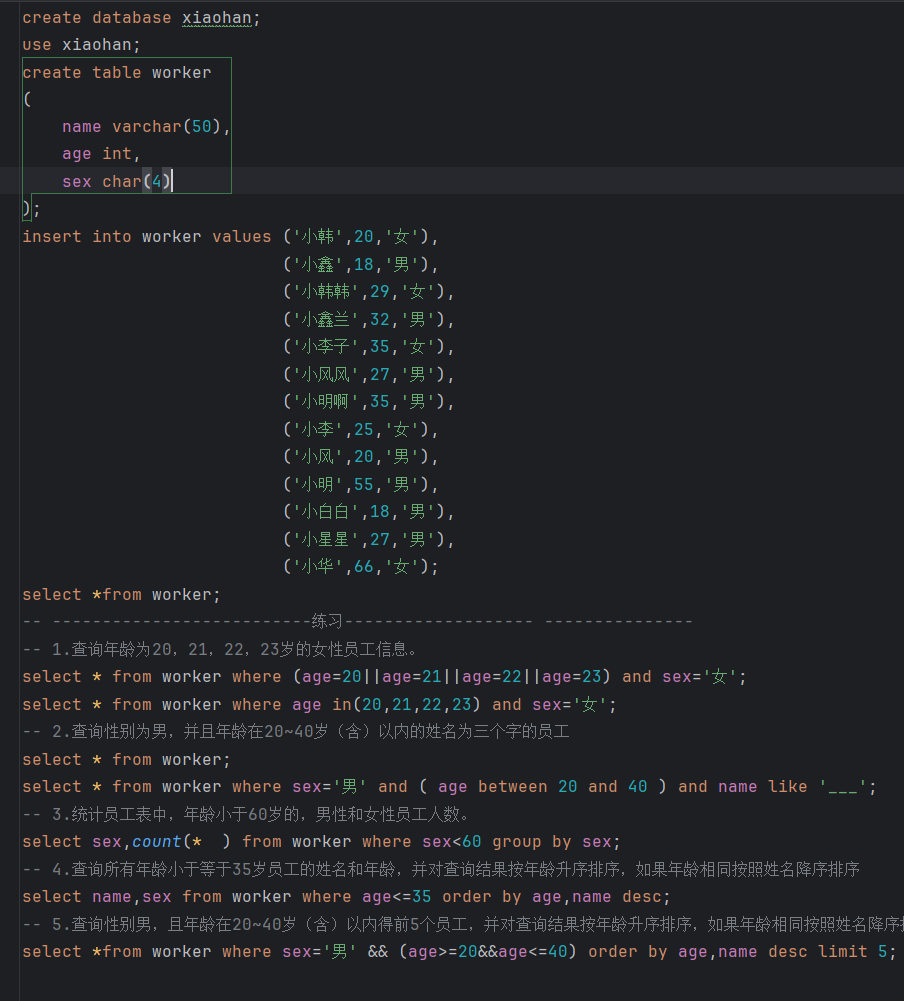 create database xiaohan;
use xiaohan;
create table worker
(
    name varchar(50),
    age int,
    sex char(4)
);
insert into worker values ('小韩',20,'女'),
                          ('小鑫',18,'男'),
                          ('小韩韩',29,'女'),
                          ('小鑫兰',32,'男'),
                          ('小李子',35,'女'),
                          ('小风风',27,'男'),
                          ('小明啊',35,'男'),
                          ('小李',25,'女'),
                          ('小风',20,'男'),
                          ('小明',55,'男'),
                          ('小白白',18,'男'),
                          ('小星星',27,'男'),
                          ('小华',66,'女');
select *from worker;
-- --------------------------练习------------------- ---------------
-- 1.查询年龄为20，21，22，23岁的女性员工信息。
select * from worker where (age=20||age=21||age=22||age=23) and sex='女';
select * from worker where age in(20,21,22,23) and sex='女';
-- 2.查询性别为男，并且年龄在20~40岁（含）以内的姓名为三个字的员工
select * from worker;
select * from worker where sex='男' and ( age between 20 and 40 ) and name like '___';
-- 3.统计员工表中，年龄小于60岁的，男性和女性员工人数。
select sex,count(*  ) from worker where sex<60 group by sex;
-- 4.查询所有年龄小于等于35岁员工的姓名和年龄，并对查询结果按年龄升序排序，如果年龄相同按照姓名降序排序
select name,sex from worker where age<=35 order by age,name desc;
-- 5.查询性别男，且年龄在20~40岁（含）以内得前5个员工，并对查询结果按年龄升序排序，如果年龄相同按照姓名降序
select *from worker where sex='男' && (age>=20&&age<=40) order by age,name desc limit 5;